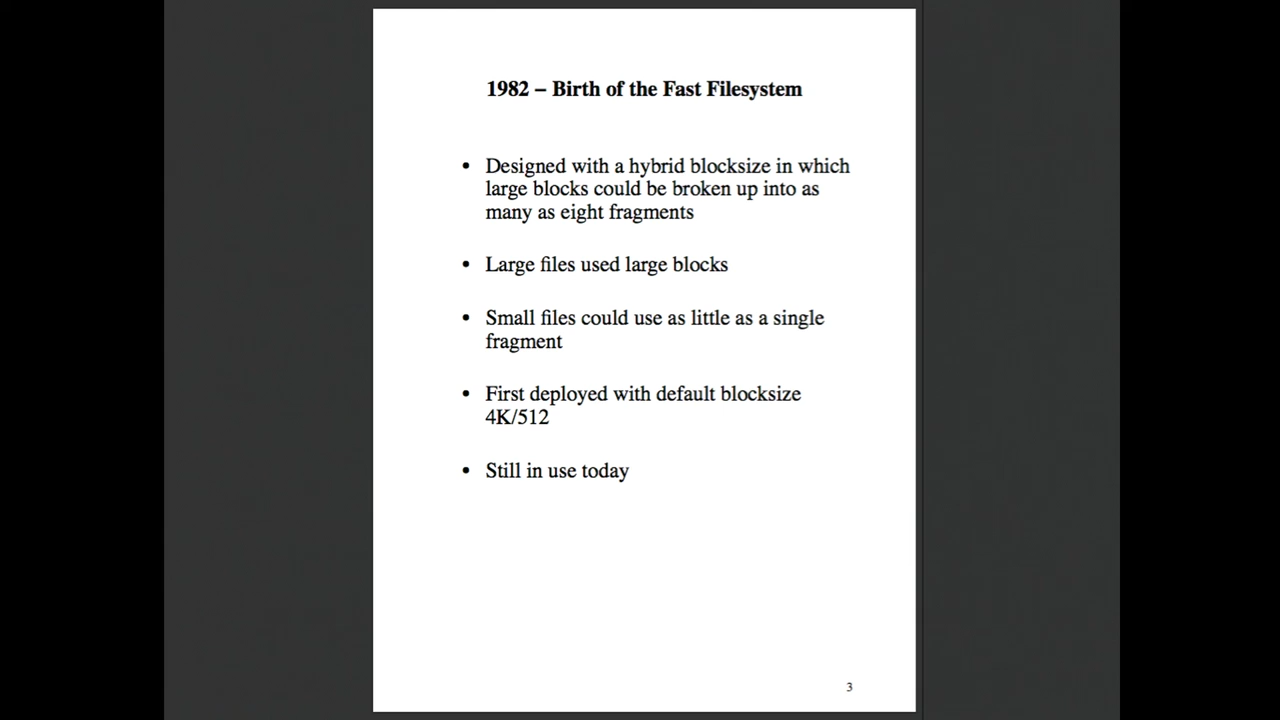 1982 – Birth of the Fast Filesystem
• Designed with a hybrid blocksize in which
large blocks could be broken up into as
many as eight fragments
• Large files used large blocks
• Small files could use as little as a single
fragment
• First deployed with default blocksize
4K/512
• Still in use today
3